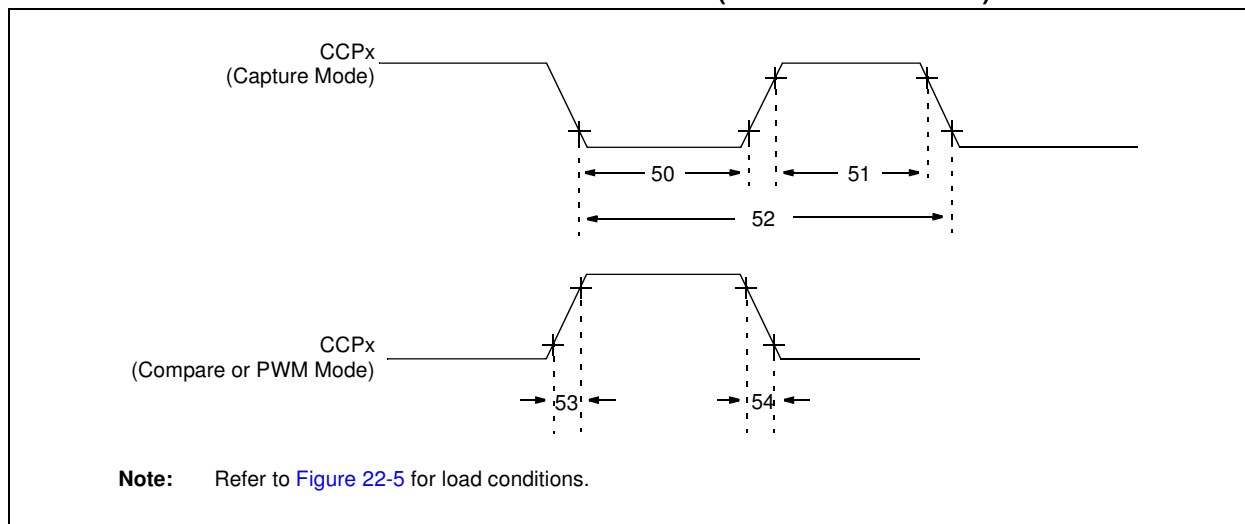 CCPx
(Capture Mode)
50
51
52
CCPx
(Compare or PWM Mode)
53
54
Note: Refer to Figure 22-5 for load conditions.